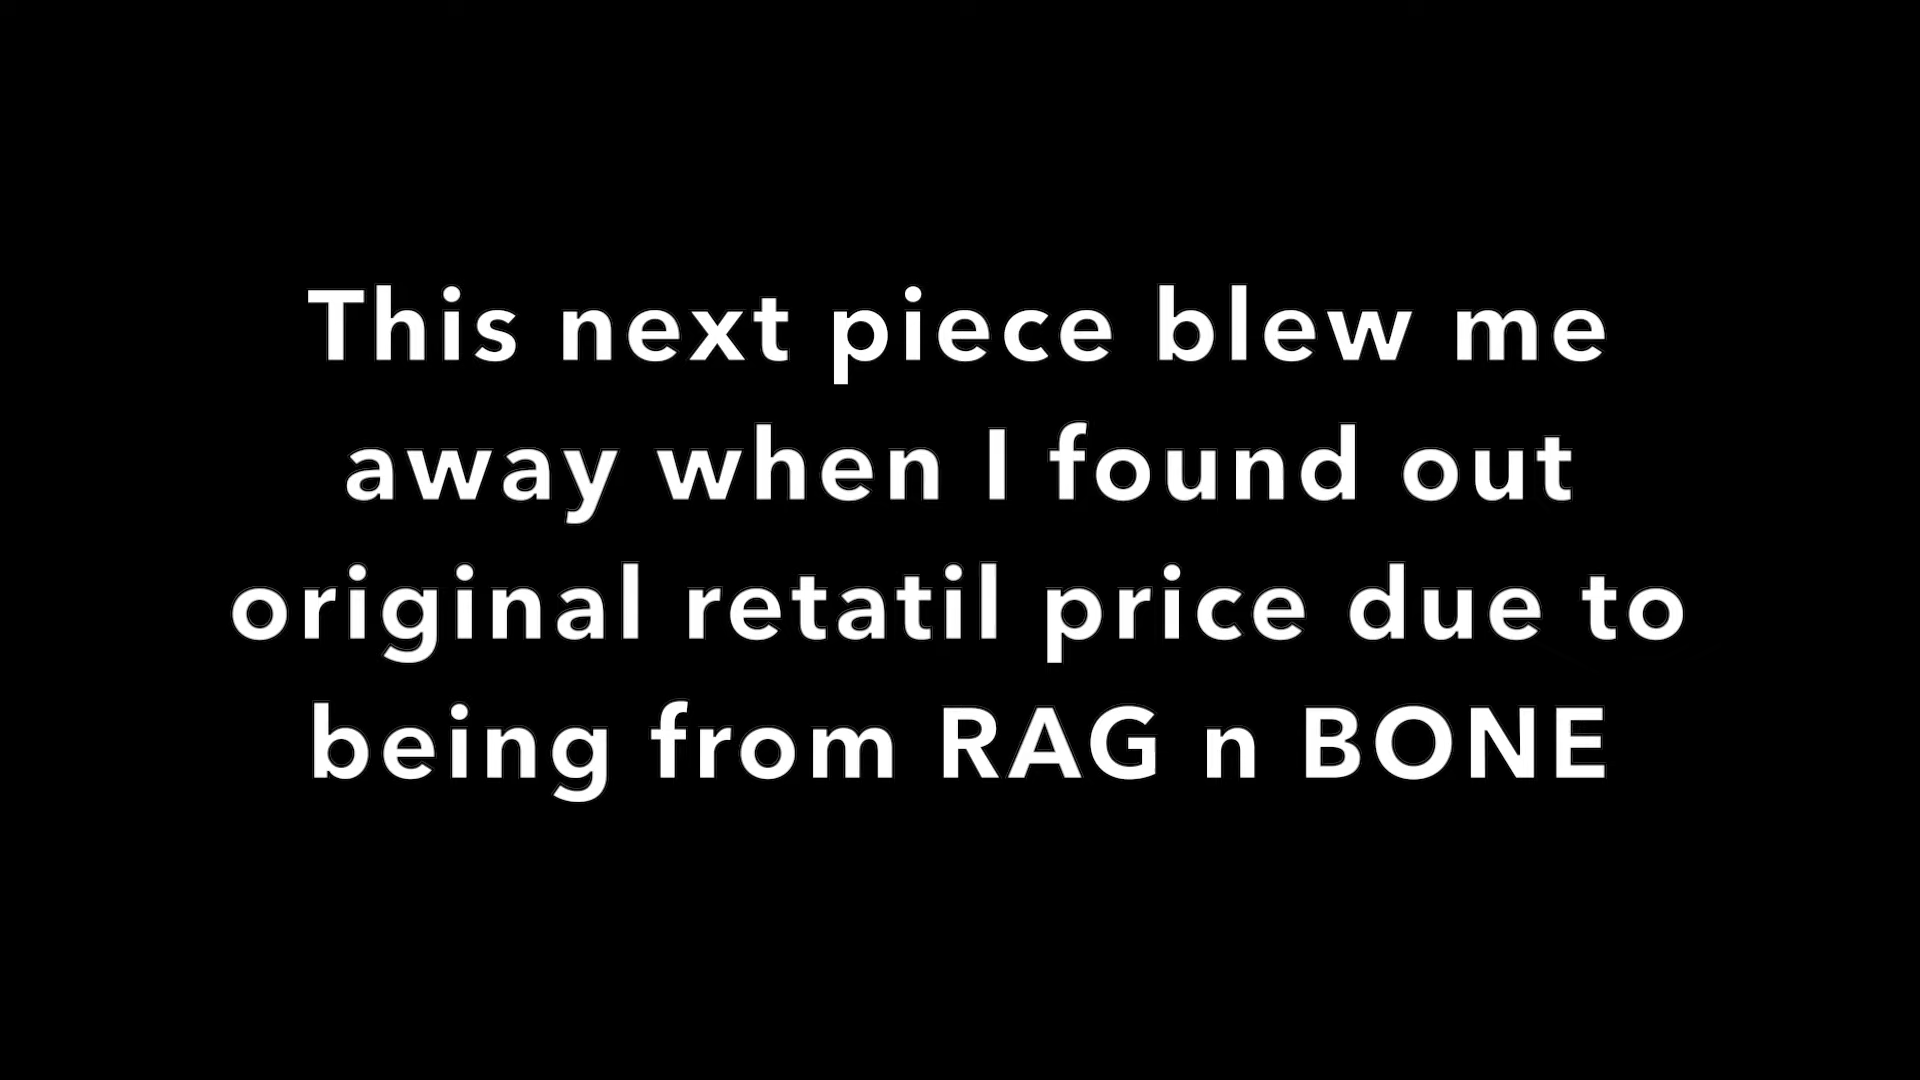 This next piece blew me
away when I found out
original retatil price due to
being from RAG n BONE